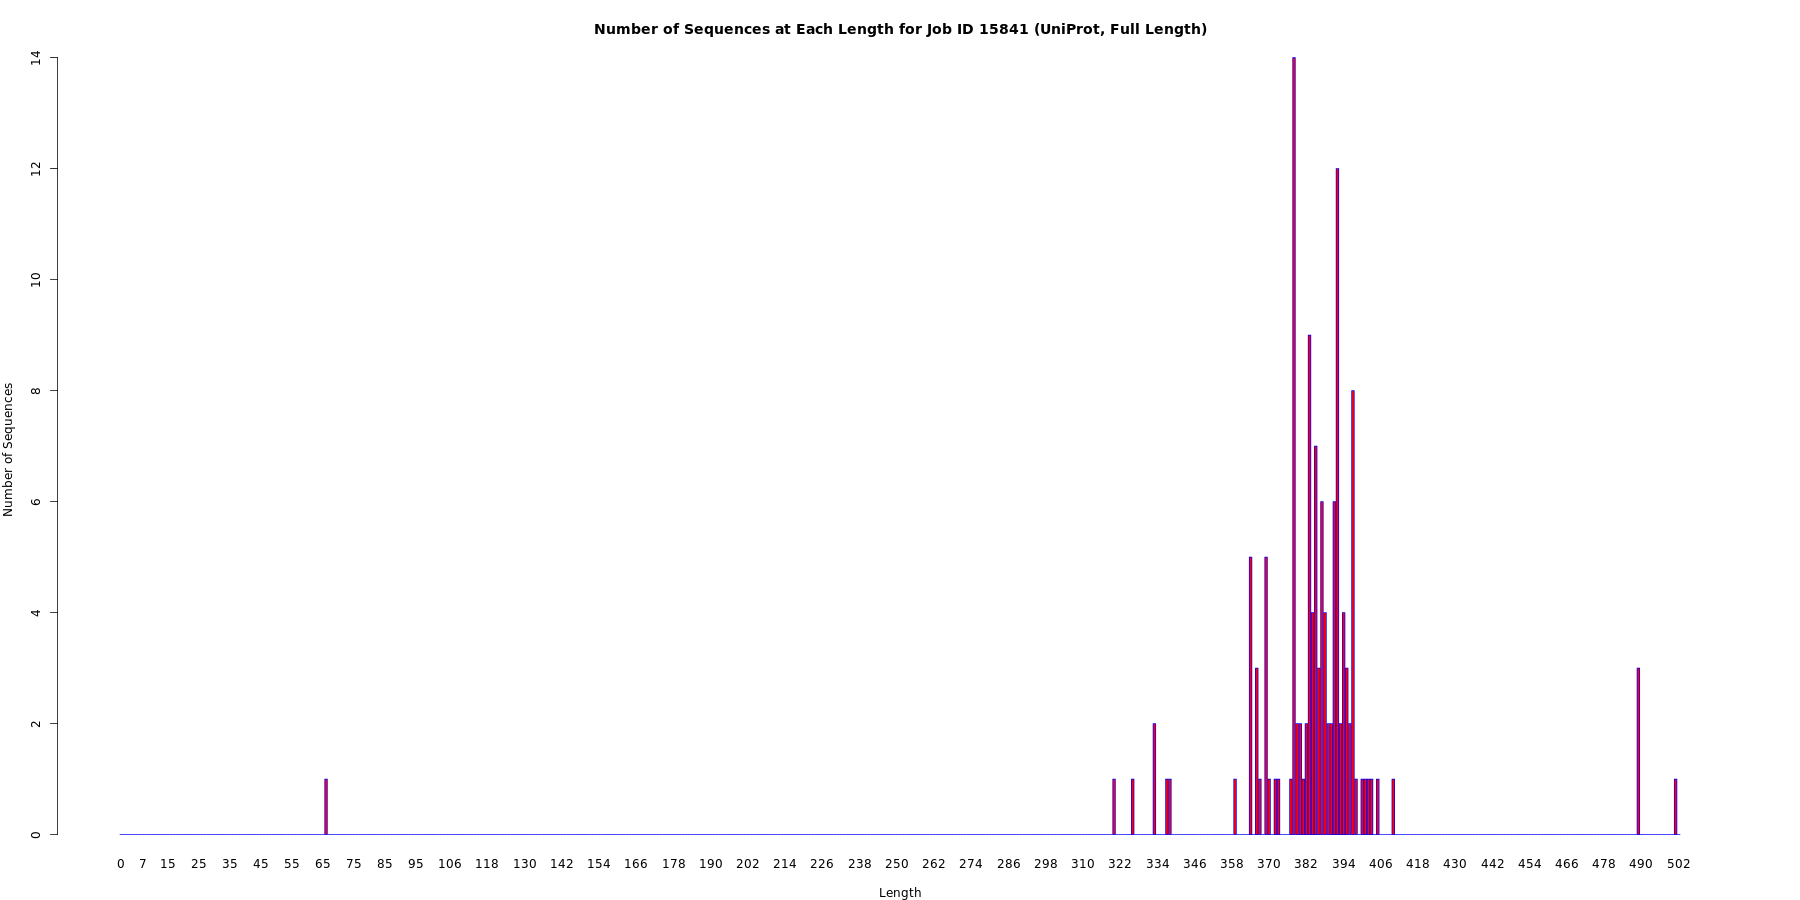 Number of Sequences at Each Length for Job ID 15841 (UniProt, Full Length)
14
12
10
8
6
4
2
0
Number of Sequences
0 7 15 25 35 45 55 65 75 85 95 106 118 130 142 154 166 178 190 202 214 226 238 250 262 274 286 298 310 322 334 346 358 370 382 394 406 418 430 442 454 466 478 490 502
Length